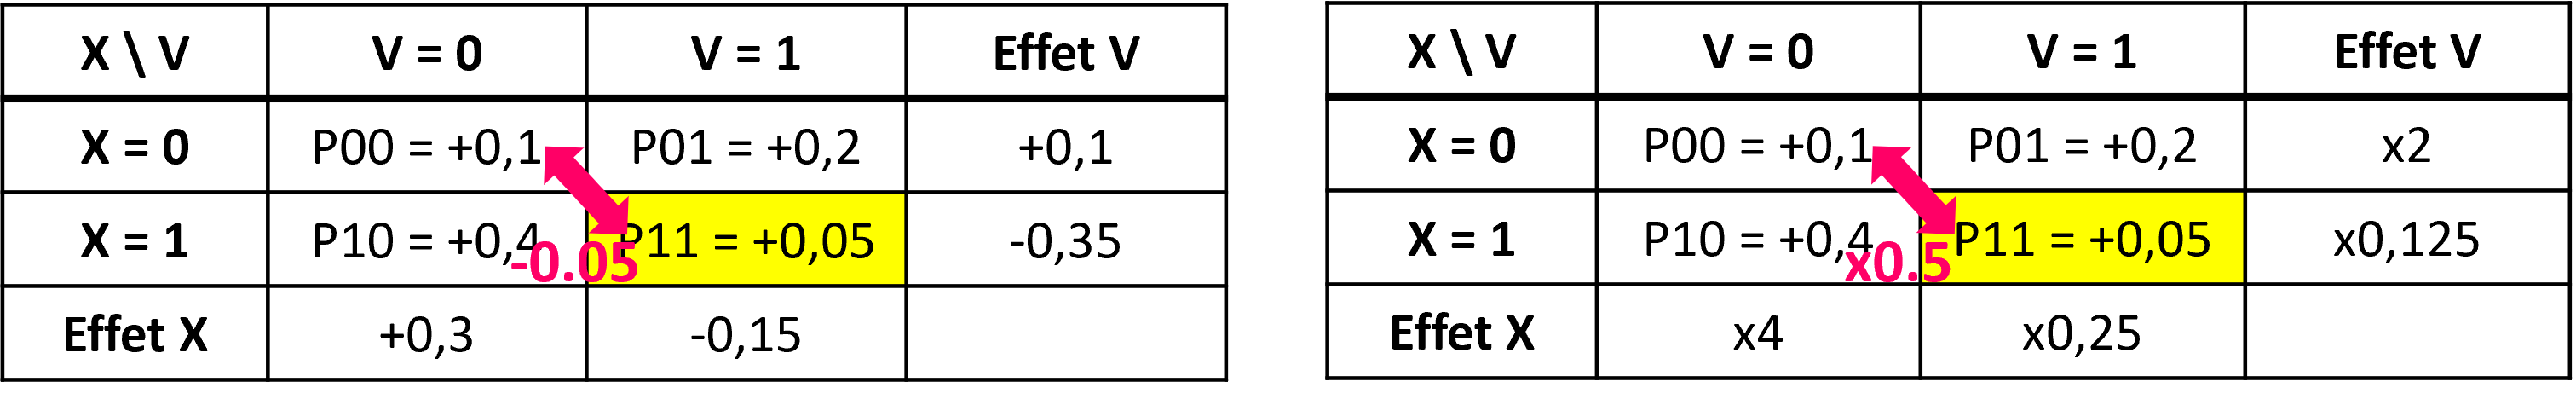 X \ V V = 0 V = 1 Effet V
X = 0 P00 = +0,1 P01 = +0,2 +0,1
X = 1 P10 = +0,4 P11 = +0,05 -0,35
-0.05
Effet X +0,3 -0,15
X \ V V = 0 V = 1 Effet V
X = 0 P00 = +0,1 P01 = +0,2 x2
X = 1 P10 = +0,4 P11 = +0,05 x0,125
x0.5
Effet X x4 x0,25